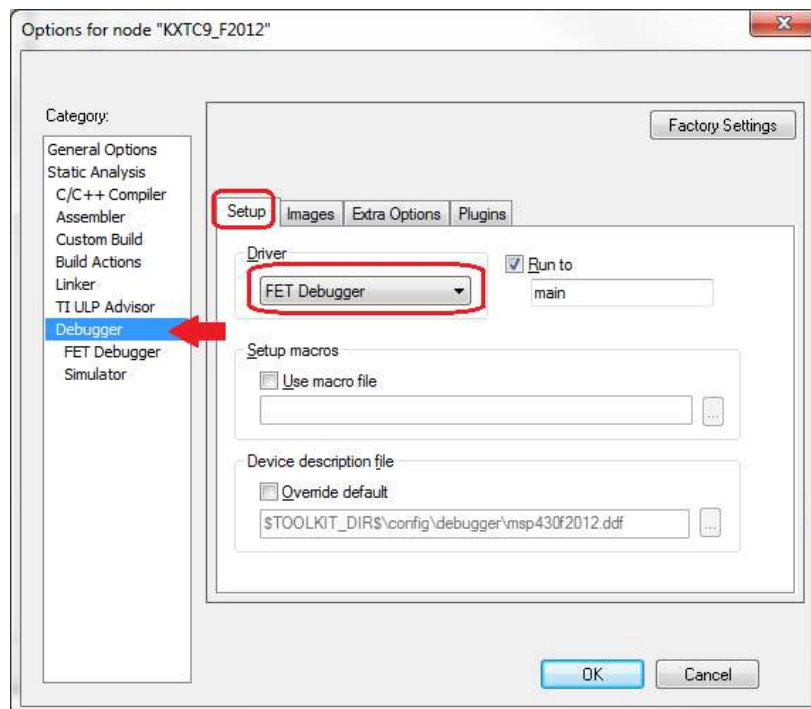 Options for node "KXTC9_F2012"
Category:
General Options
Static Analysis
C/C++ Compiler
Assembler
Custom Build
Build Actions
Linker
TI ULP Advisor
Debugger
FET Debugger
Simulator
Factory Settings
Setup Images Extra Options Plugins
Driver
FET Debugger
Run to
main
Setup macros
Use macro file
...
Device description file
Override default
$TOOLKIT_DIR$\config\debugger\msp430f2012.ddf
...
OK Cancel